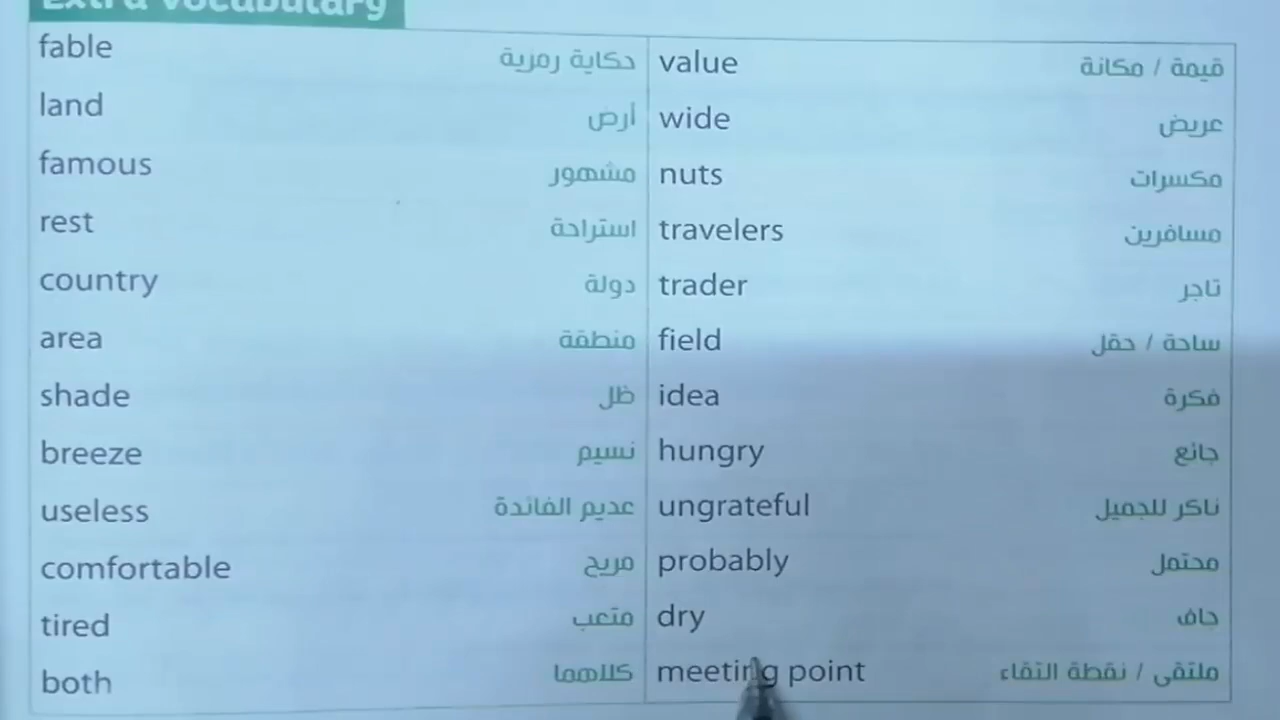 Extra Vocabulary
fable حكاية رمزية
land أرض
famous مشهور
rest استراحة
country دولة
area منطقة
shade ظل
breeze نسيم
useless عديم الفائدة
comfortable مريح
tired متعب
both كلاهما
value قيمة / مكانة
wide عريض
nuts مكسرات
travelers مسافرين
trader تاجر
field ساحة / حقل
idea فكرة
hungry جائع
ungrateful ناكر للجميل
probably محتمل
dry جاف
meeting point ملتقى / نقطة التقاء